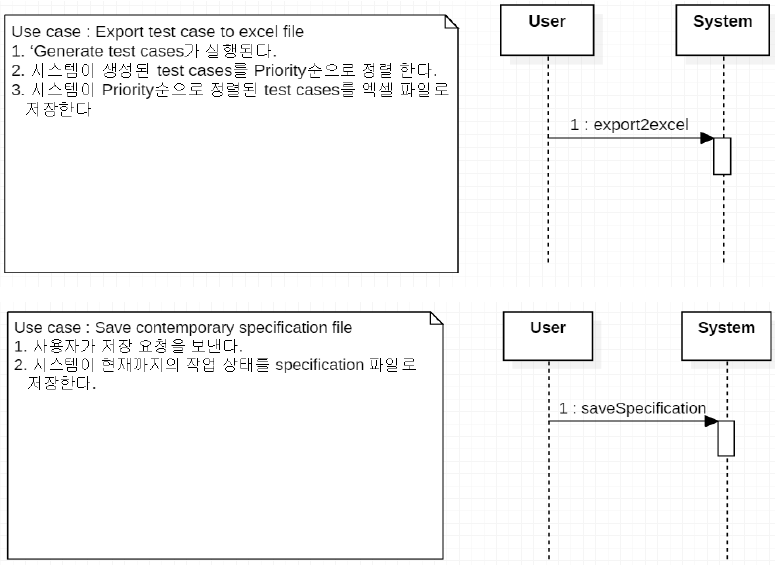 Use case : Export test case to excel file
1. ‘Generate test cases가 실행된다.
2. 시스템이 생성된 test cases를 Priority순으로 정렬 한다.
3. 시스템이 Priority순으로 정렬된 test cases를 엑셀 파일로
저장한다
User
System
1 : export2excel
Use case : Save contemporary specification file
1. 사용자가 저장 요청을 보낸다.
2. 시스템이 현재까지의 작업 상태를 specification 파일로
저장한다.
User
System
1 : saveSpecification